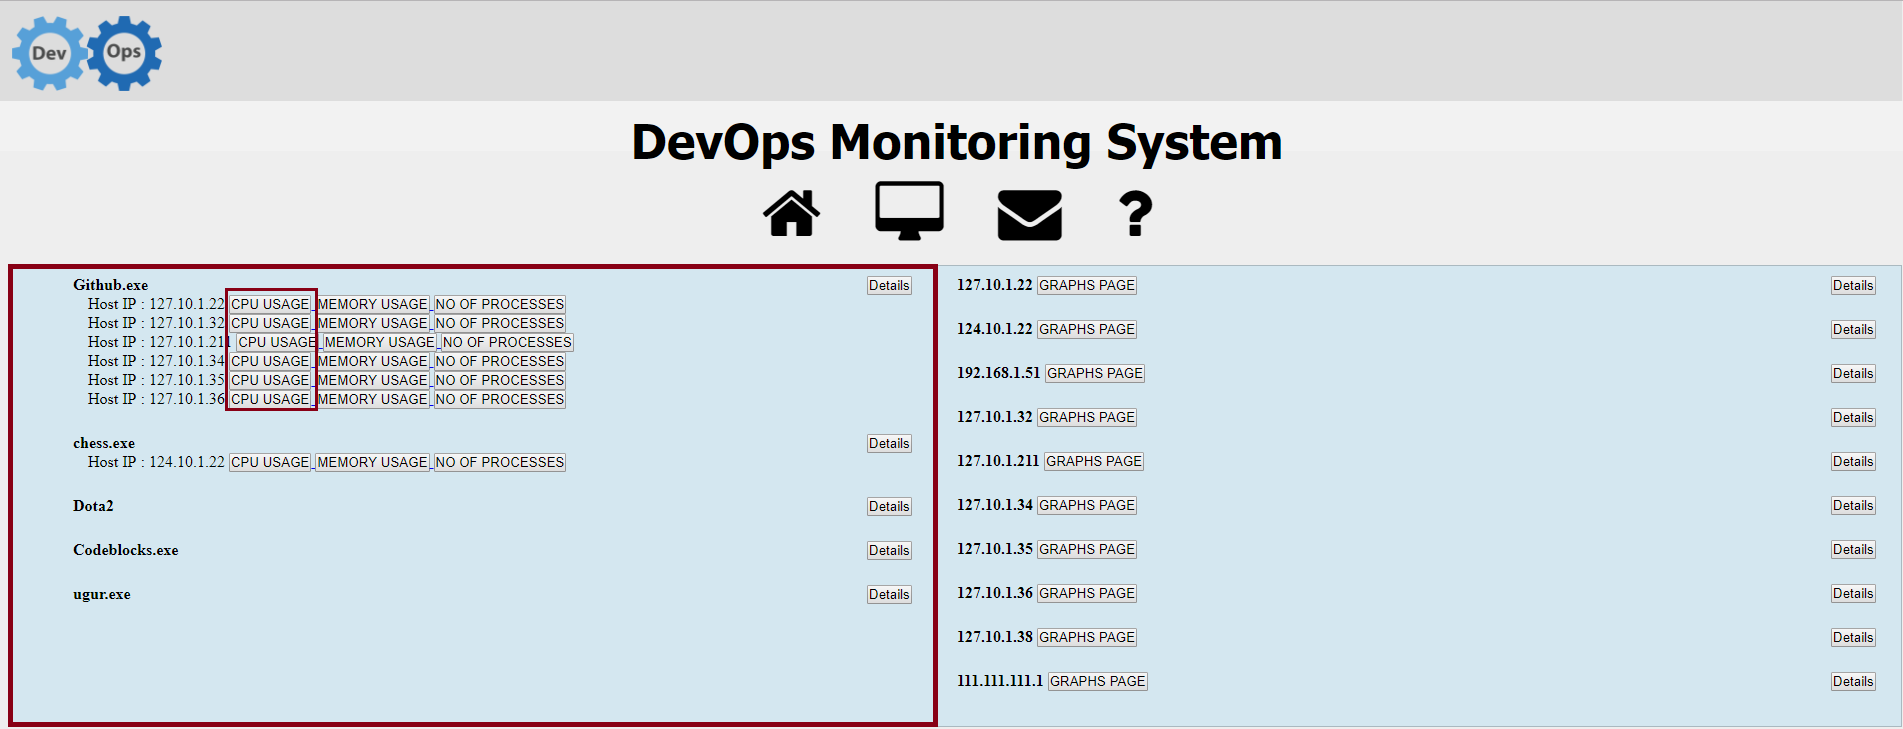 Dev Ops
DevOps Monitoring System
?
Github.exe Details
Host IP : 127.10.1.22 CPU USAGE MEMORY USAGE NO OF PROCESSES
Host IP : 127.10.1.32 CPU USAGE MEMORY USAGE NO OF PROCESSES
Host IP : 127.10.1.211 CPU USAGE MEMORY USAGE NO OF PROCESSES
Host IP : 127.10.1.34 CPU USAGE MEMORY USAGE NO OF PROCESSES
Host IP : 127.10.1.35 CPU USAGE MEMORY USAGE NO OF PROCESSES
Host IP : 127.10.1.36 CPU USAGE MEMORY USAGE NO OF PROCESSES
chess.exe Details
Host IP : 124.10.1.22 CPU USAGE MEMORY USAGE NO OF PROCESSES
Dota2 Details
Codeblocks.exe Details
ugur.exe Details
127.10.1.22 GRAPHS PAGE Details
124.10.1.22 GRAPHS PAGE Details
192.168.1.51 GRAPHS PAGE Details
127.10.1.32 GRAPHS PAGE Details
127.10.1.211 GRAPHS PAGE Details
127.10.1.34 GRAPHS PAGE Details
127.10.1.35 GRAPHS PAGE Details
127.10.1.36 GRAPHS PAGE Details
127.10.1.38 GRAPHS PAGE Details
111.111.111.1 GRAPHS PAGE Details